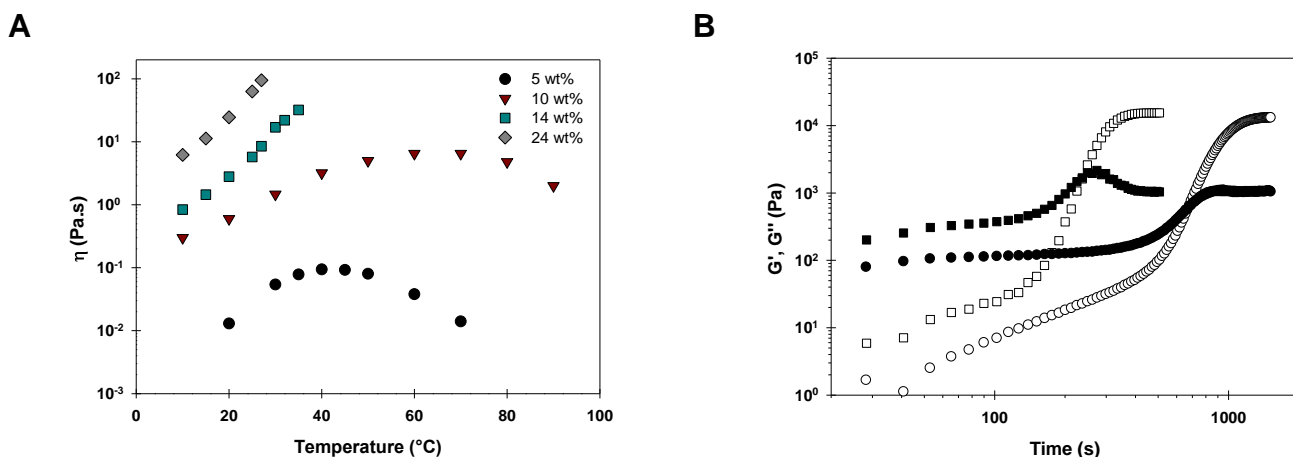 A
η (Pa.s)
10²
10¹
10⁰
10⁻¹
10⁻²
10⁻³
0 20 40 60 80 100
Temperature (°C)
5 wt%
10 wt%
14 wt%
24 wt%
B
G', G'' (Pa)
10⁵
10⁴
10³
10²
10¹
10⁰
100 1000
Time (s)